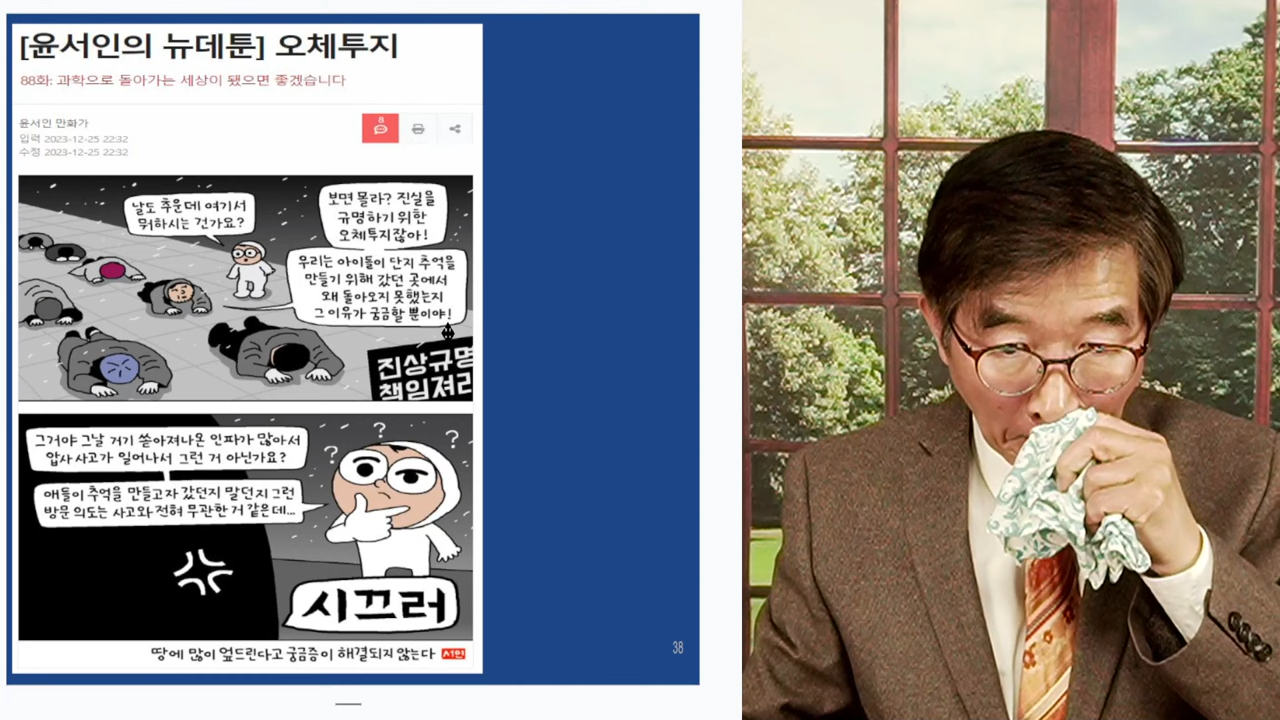 [윤서인의 뉴데툰] 오체투지
88화: 과학으로 돌아가는 세상이 됐으면 좋겠습니다
윤서인 만화가
입력 2023-12-25 22:32
수정 2023-12-25 22:32
8
날도 추운데 여기서
뭐하시는 건가요?
보면 몰라? 진실을
규명하기 위한
오체투지잖아!
우리는 아이들이 단지 추억을
만들기 위해 갔던 곳에서
왜 돌아오지 못했는지
그 이유가 궁금할 뿐이야!
진상규명
책임져라
그거야 그날 거기 쏟아져나온 인파가 많아서
압사 사고가 일어나서 그런 거 아닌가요?
애들이 추억을 만들고자 갔던지 말던지 그런
방문 의도는 사고와 전혀 무관한 거 같은데...
? ? ?
시끄러
땅에 많이 엎드린다고 궁금증이 해결되지 않는다 서인
38